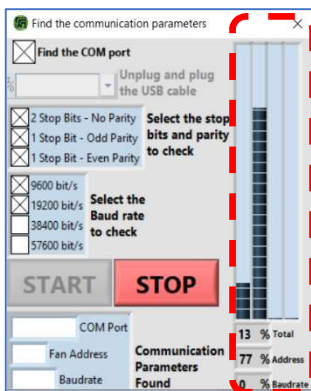 Find the communication parameters
Find the COM port
Unplug and plug
the USB cable
2 Stop Bits - No Parity
1 Stop Bit - Odd Parity
1 Stop Bit - Even Parity
Select the stop
bits and parity
to check
9600 bit/s
19200 bit/s
38400 bit/s
57600 bit/s
Select the
Baud rate
to check
START
STOP
COM Port
Fan Address
Baudrate
Communication
Parameters
Found
13 % Total
77 % Address
0 % Baudrate